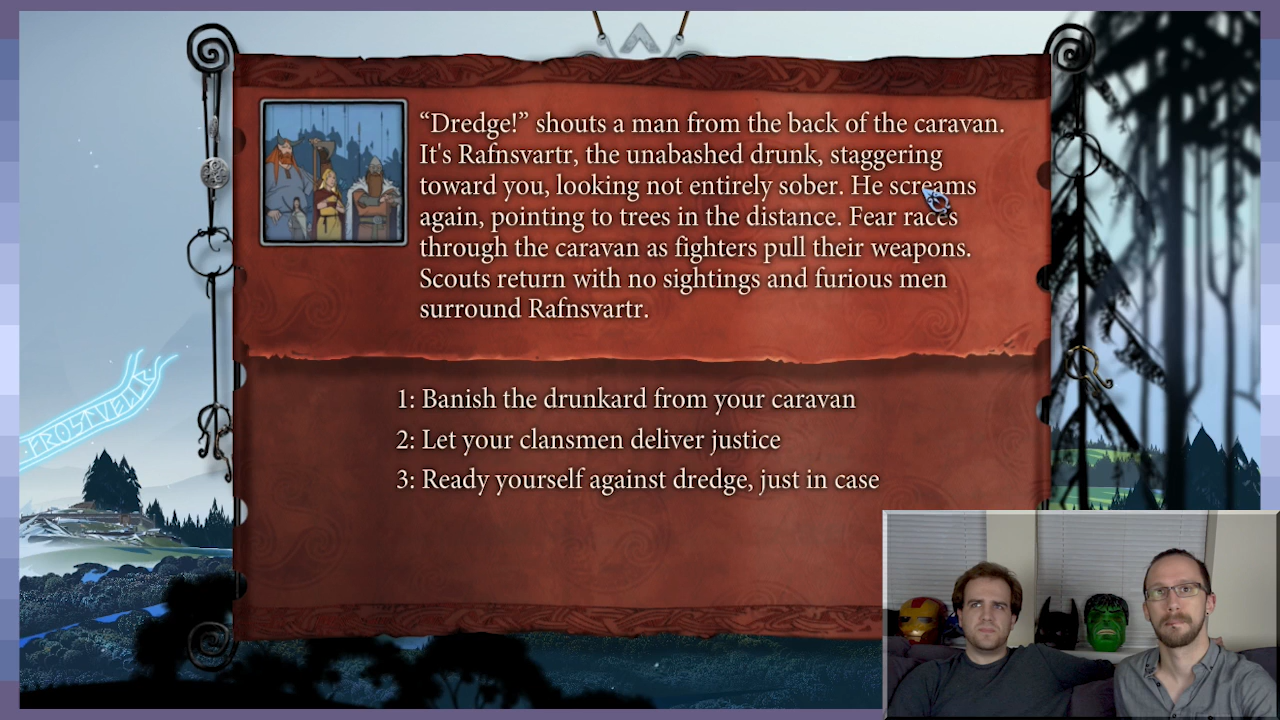 “Dredge!” shouts a man from the back of the caravan.
It's Rafnsvartr, the unabashed drunk, staggering
toward you, looking not entirely sober. He screams
again, pointing to trees in the distance. Fear races
through the caravan as fighters pull their weapons.
Scouts return with no sightings and furious men
surround Rafnsvartr.
1: Banish the drunkard from your caravan
2: Let your clansmen deliver justice
3: Ready yourself against dredge, just in case
FROSTVELLR